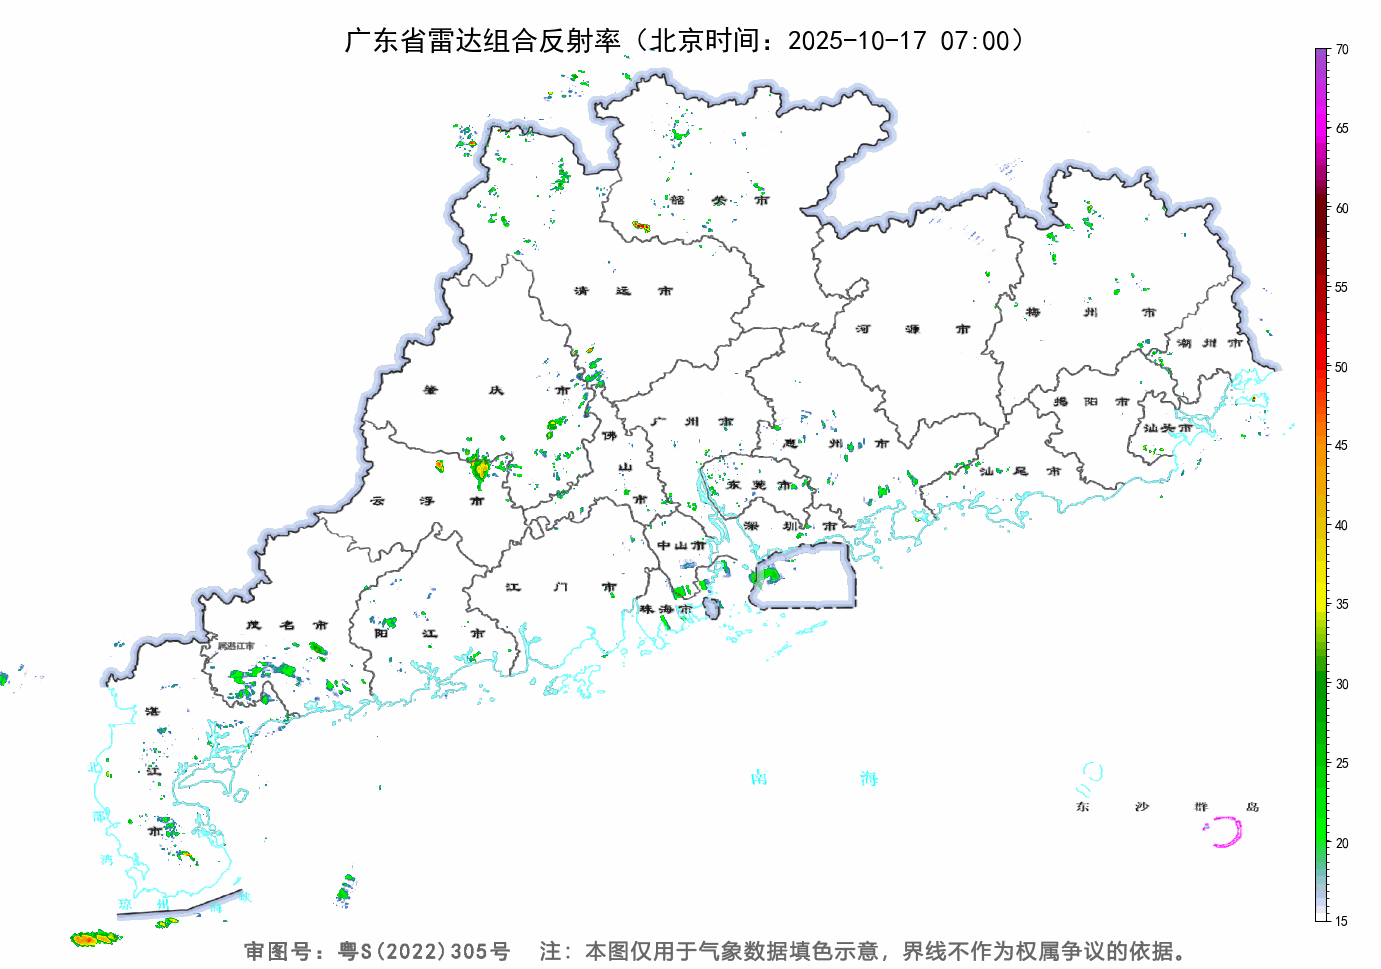 广东省雷达组合反射率（北京时间：2025-10-17 07:00）
70
65
60
55
50
45
40
35
30
25
20
15
韶关市
清远市
河源市
梅州市
潮州市
肇庆市
揭阳市
广州市
汕头市
佛山市
惠州市
汕尾市
东莞市
云浮市
深圳市
中山市
江门市
珠海市
茂名市
阳江市
属湛江市
湛江市
北部湾
南海
东沙群岛
琼州海峡
审图号：粤S(2022)305号 注：本图仅用于气象数据填色示意，界线不作为权属争议的依据。